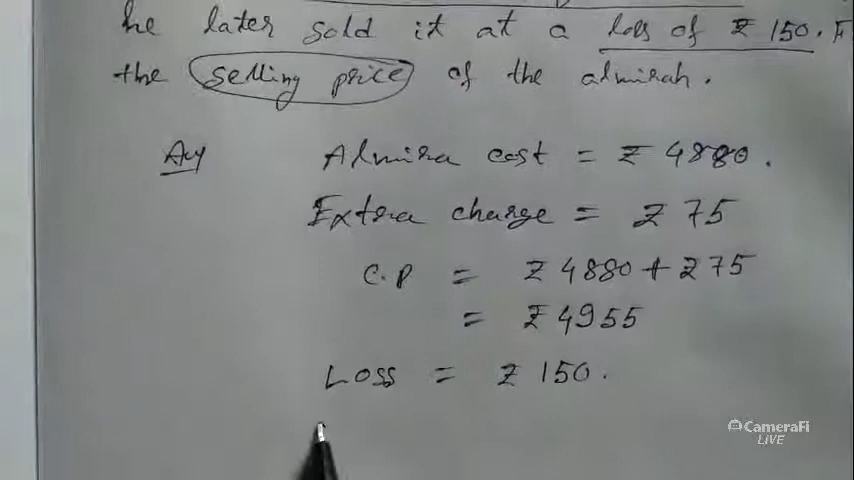 he later sold it at a loss of ₹ 150. F
the selling price of the almirah.
Ans Almira cost = ₹ 4880.
Extra charge = ₹ 75
C.P = ₹ 4880 + ₹ 75
= ₹ 4955
Loss = ₹ 150.
CameraFi
LIVE